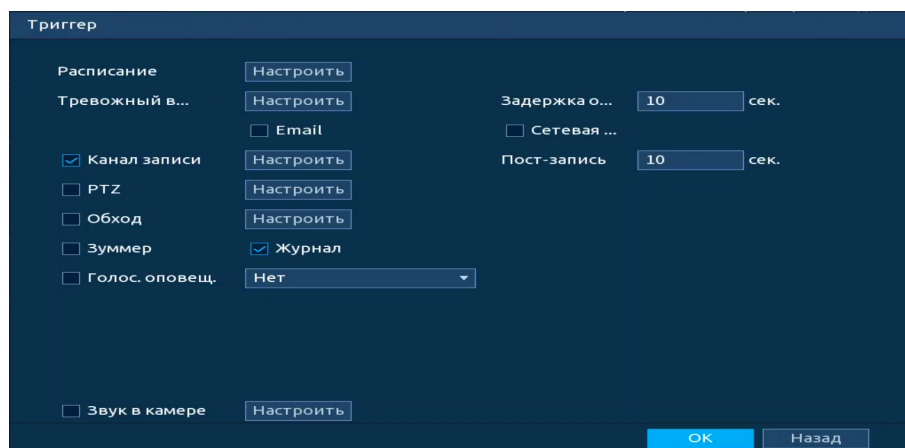 Триггер
Расписание Настроить
Тревожный в... Настроить Задержка о... 10 сек.
Email Сетевая ...
Канал записи Настроить Пост-запись 10 сек.
PTZ Настроить
Обход Настроить
Зуммер Журнал
Голос. оповещ. Нет
Звук в камере Настроить
OK Назад